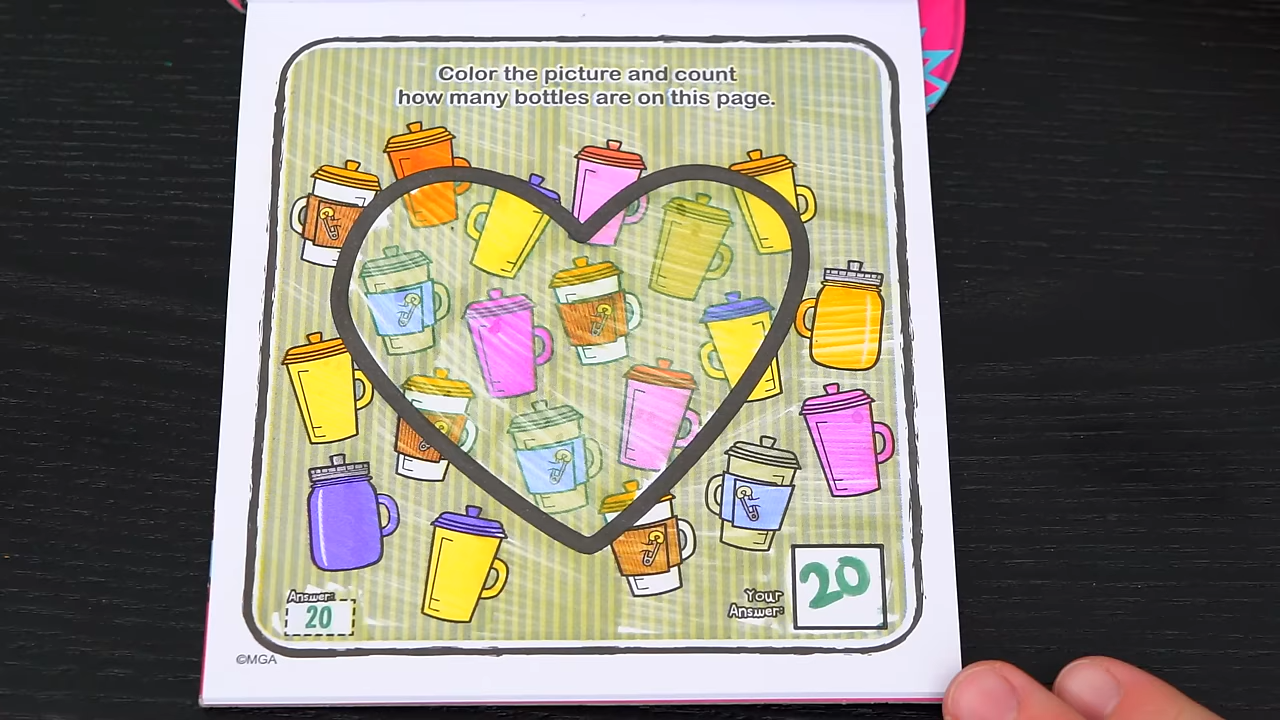 Color the picture and count
how many bottles are on this page.
Answer:
20
Your
Answer:
20
©MGA